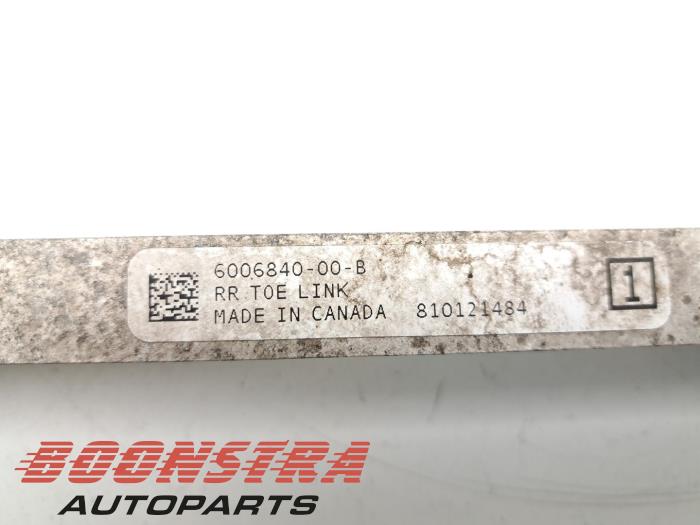 6006840-00-B
RR TOE LINK
MADE IN CANADA 810121484
1
BOONSTRA
AUTOPARTS